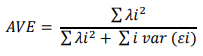 AVE = ∑ λi² / ∑ λi² + ∑ i var (εi)